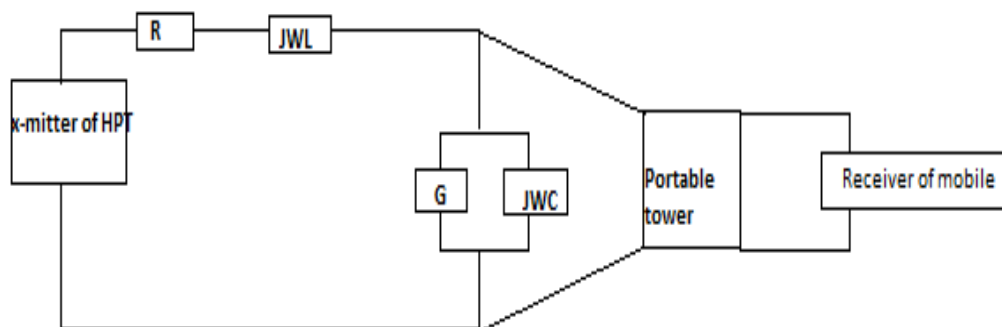 R
JWL
x-mitter of HPT
G
JWC
Portable
tower
Receiver of mobile